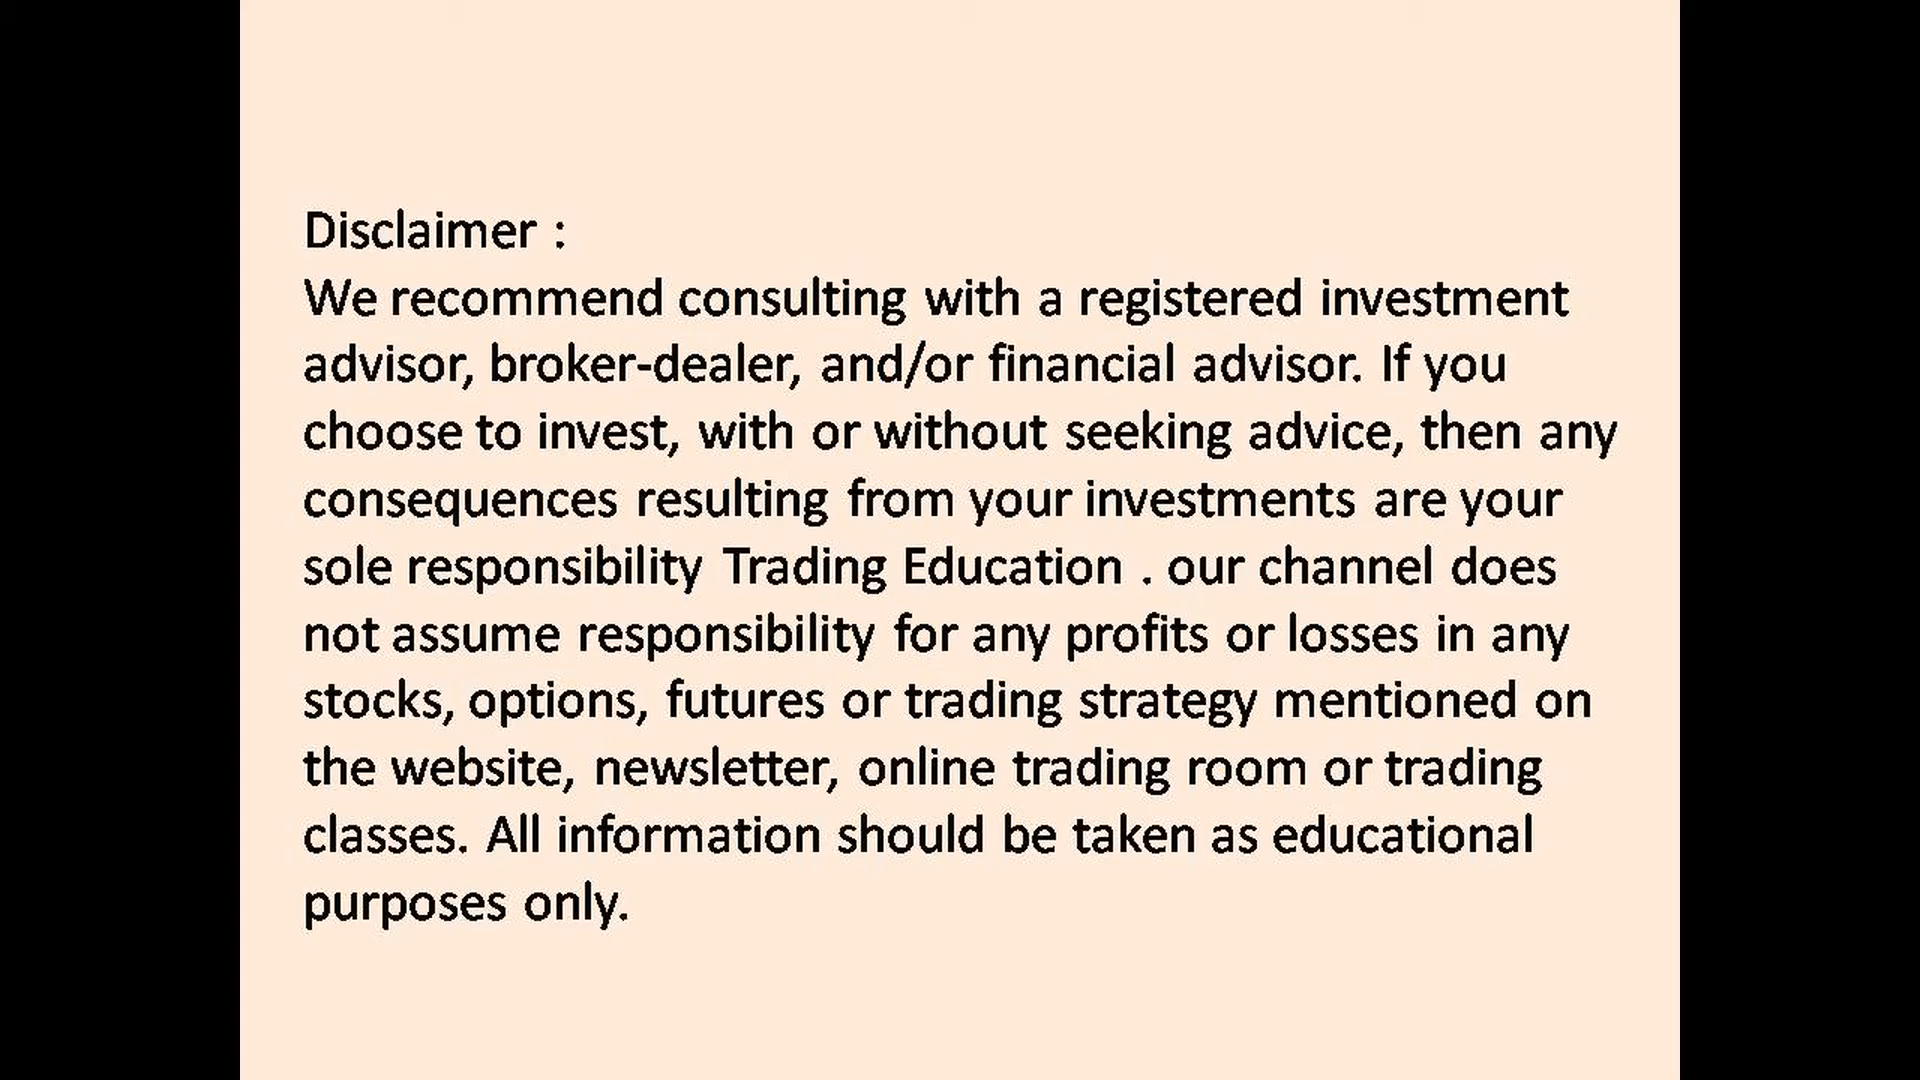 Disclaimer :
We recommend consulting with a registered investment
advisor, broker-dealer, and/or financial advisor. If you
choose to invest, with or without seeking advice, then any
consequences resulting from your investments are your
sole responsibility Trading Education . our channel does
not assume responsibility for any profits or losses in any
stocks, options, futures or trading strategy mentioned on
the website, newsletter, online trading room or trading
classes. All information should be taken as educational
purposes only.